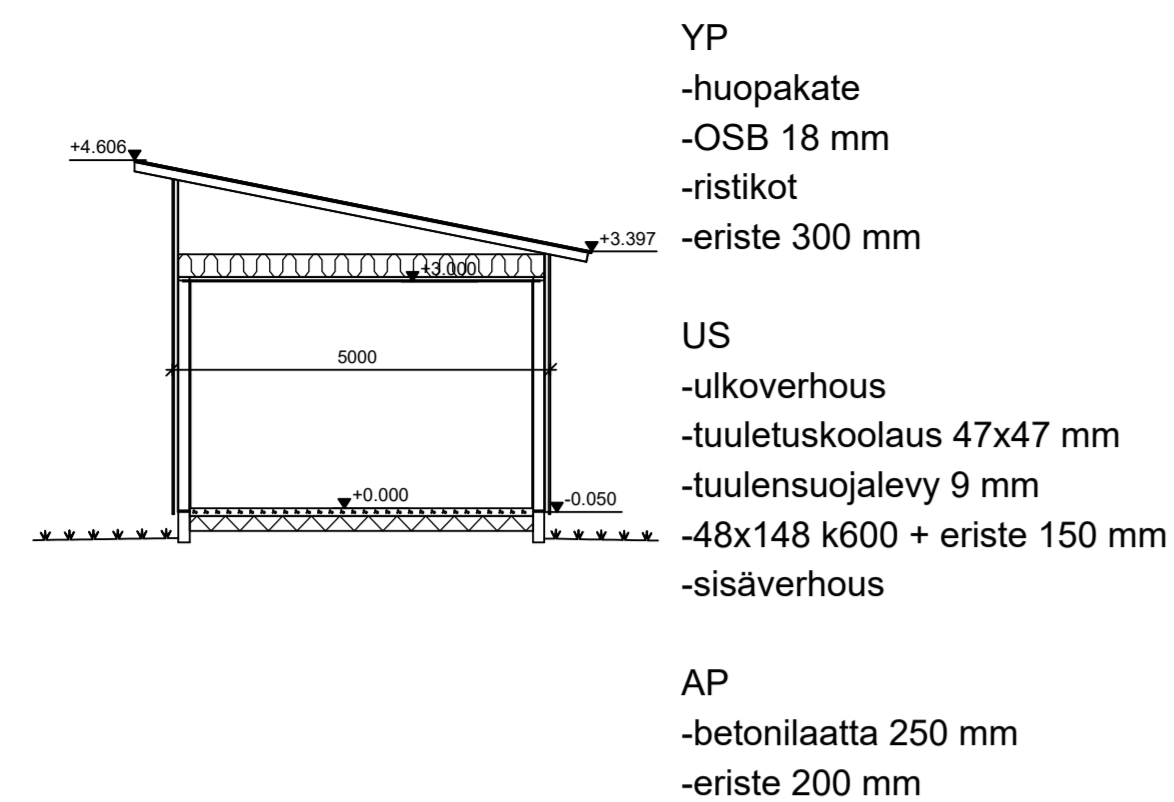 YP
-huopakate
-OSB 18 mm
-ristikot
-eriste 300 mm
+4.606
+3.397
+3.000
5000
+0.000
-0.050
US
-ulkoverhous
-tuuletuskoolaus 47x47 mm
-tuulensuojalevy 9 mm
-48x148 k600 + eriste 150 mm
-sisäverhous
AP
-betonilaatta 250 mm
-eriste 200 mm